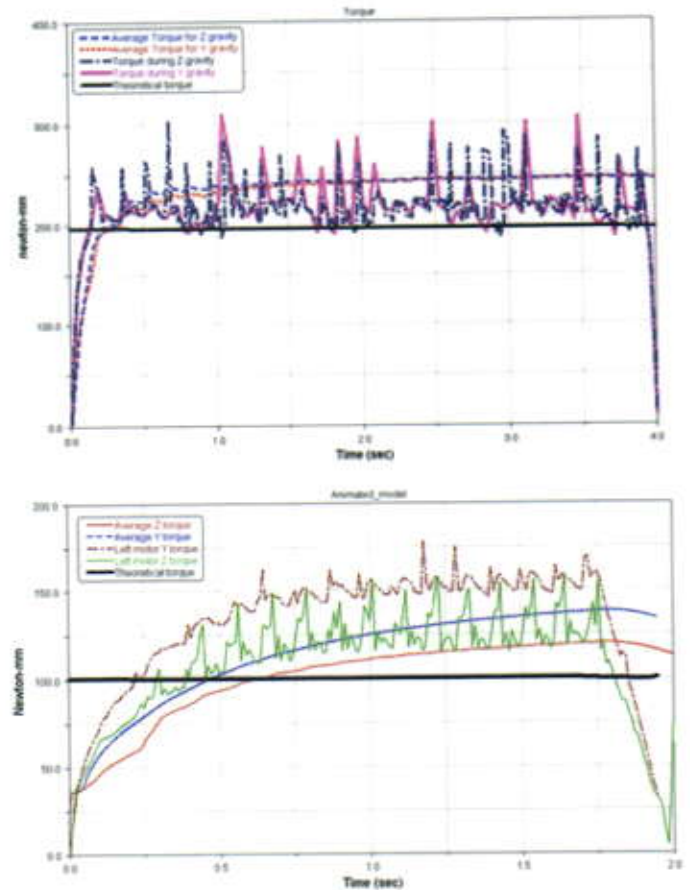 Torque
400.0
Average Torque for Z gravity
Average Torque for Y gravity
Torque during Z gravity
Torque during Y gravity
Theoretical torque
300.0
200.0
100.0
0.0
newton-mm
0.0 1.0 2.0 3.0 4.0
Time (sec)
Animated_model
200.0
Average Z torque
Average Y torque
Left motor Y torque
Left motor Z torque
Theoretical torque
150.0
100.0
50.0
0.0
Newton-mm
0.0 0.5 1.0 1.5 2.0
Time (sec)